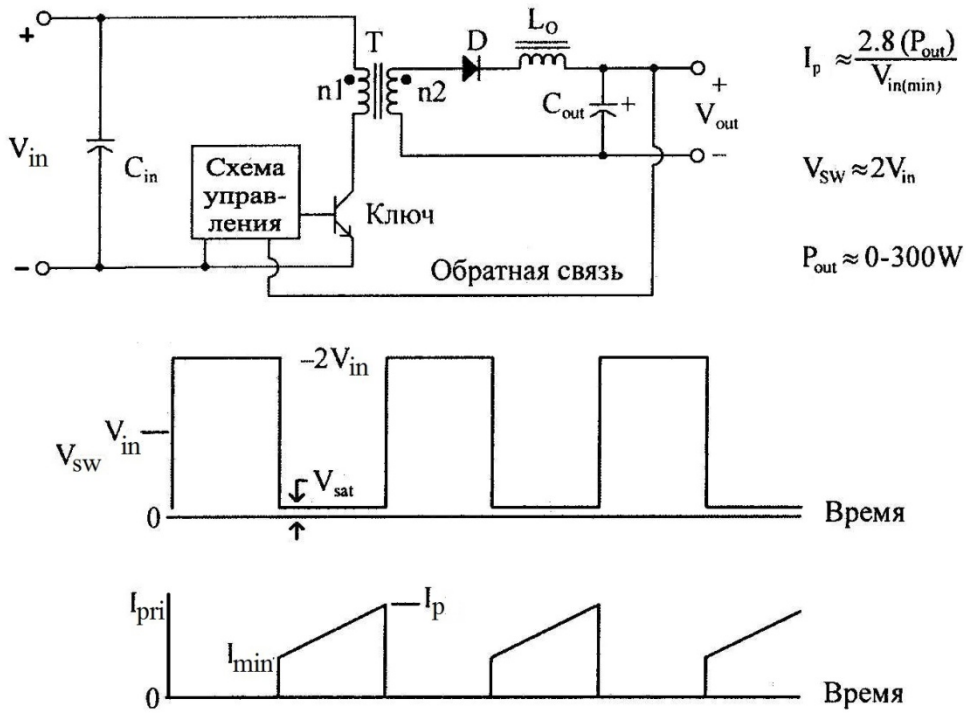 +
T
D
L_O
I_p ≈ 2.8 (P_out) / V_in(min)
n1
n2
C_out +
+
V_out
−
V_in
C_in
V_SW ≈ 2V_in
Схема
управ-
ления
Ключ
−
Обратная связь
P_out ≈ 0-300W
–2V_in
V_in
V_SW
V_sat
0
Время
I_pri
I_p
I_min
0
Время